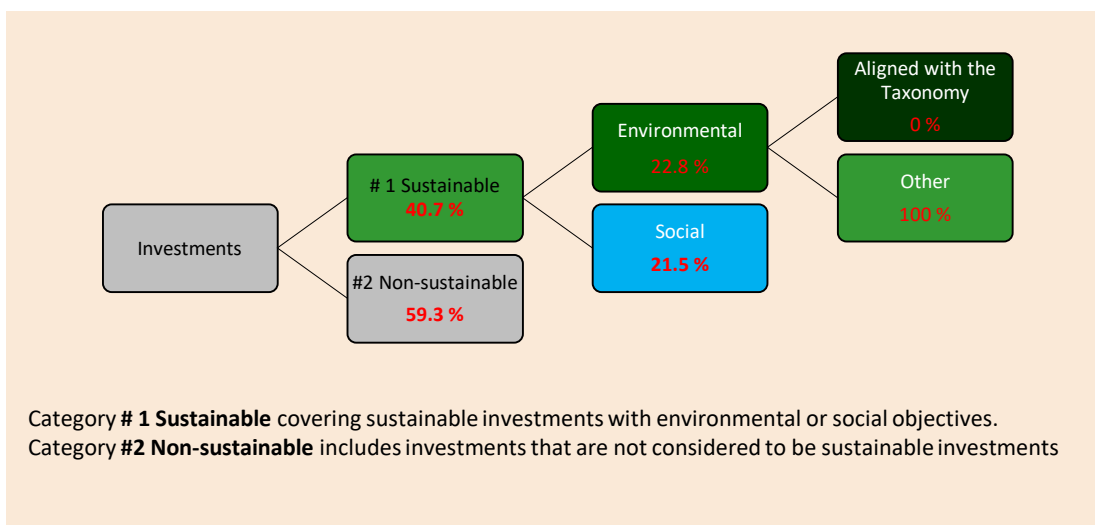 Investments
# 1 Sustainable
40.7 %
#2 Non-sustainable
59.3 %
Environmental
22.8 %
Social
21.5 %
Aligned with the
Taxonomy
0 %
Other
100 %
Category # 1 Sustainable covering sustainable investments with environmental or social objectives.
Category #2 Non-sustainable includes investments that are not considered to be sustainable investments